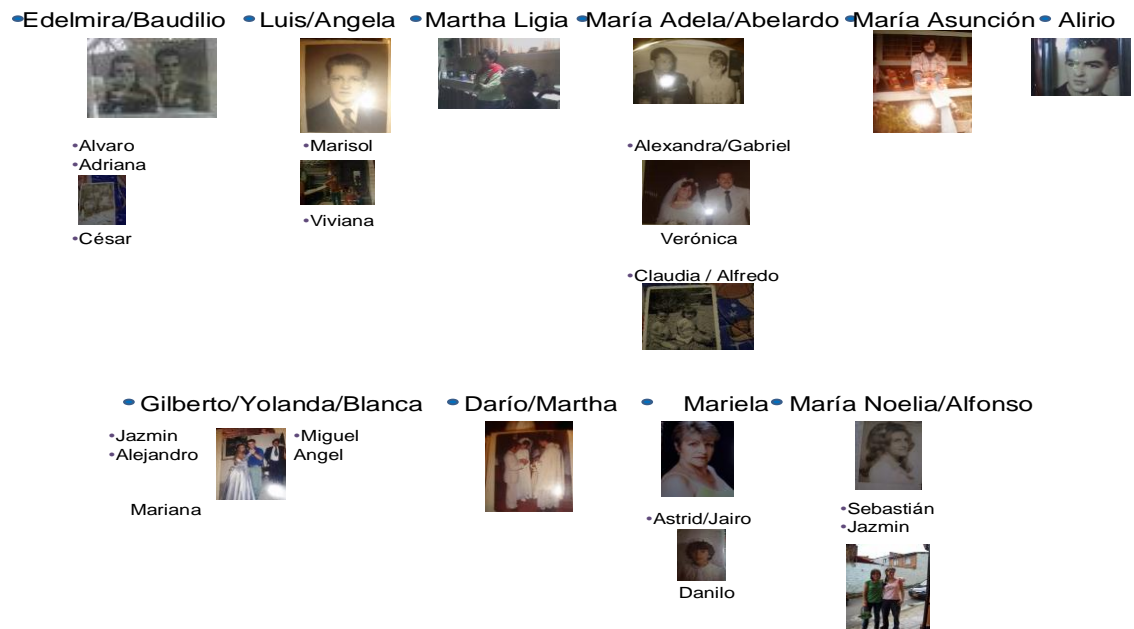 •Edelmira/Baudilio •Luis/Angela •Martha Ligia •María Adela/Abelardo •María Asunción •Alirio
•Alvaro
•Adriana
•César
•Marisol
•Viviana
•Alexandra/Gabriel
Verónica
•Claudia / Alfredo
•Gilberto/Yolanda/Blanca •Darío/Martha • Mariela •María Noelia/Alfonso
•Jazmin
•Alejandro
•Miguel
Angel
Mariana
•Astrid/Jairo
Danilo
•Sebastián
•Jazmin